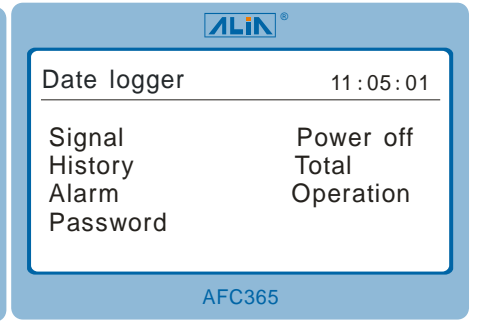 ALiA ®
Date logger 11:05:01
Signal Power off
History Total
Alarm Operation
Password
AFC365